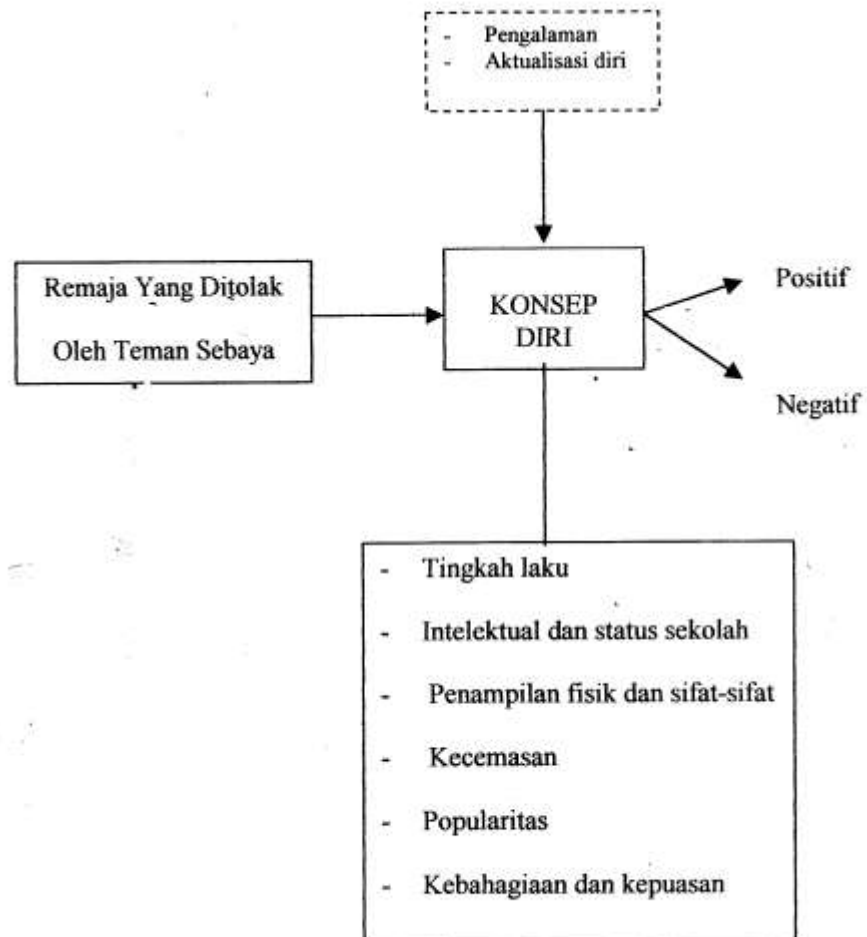 - Pengalaman
- Aktualisasi diri
Remaja Yang Ditolak
Oleh Teman Sebaya
KONSEP
DIRI
Positif
Negatif
- Tingkah laku
- Intelektual dan status sekolah
- Penampilan fisik dan sifat-sifat
- Kecemasan
- Popularitas
- Kebahagiaan dan kepuasan